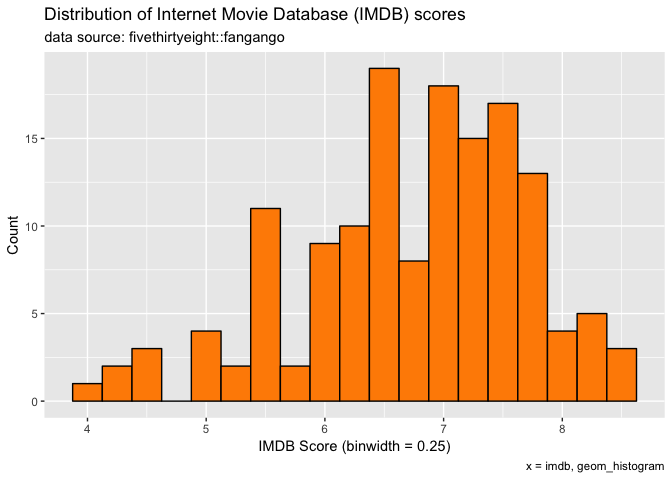 Distribution of Internet Movie Database (IMDB) scores
data source: fivethirtyeight::fangango
Count
15
10
5
0
4 5 6 7 8
IMDB Score (binwidth = 0.25)
x = imdb, geom_histogram